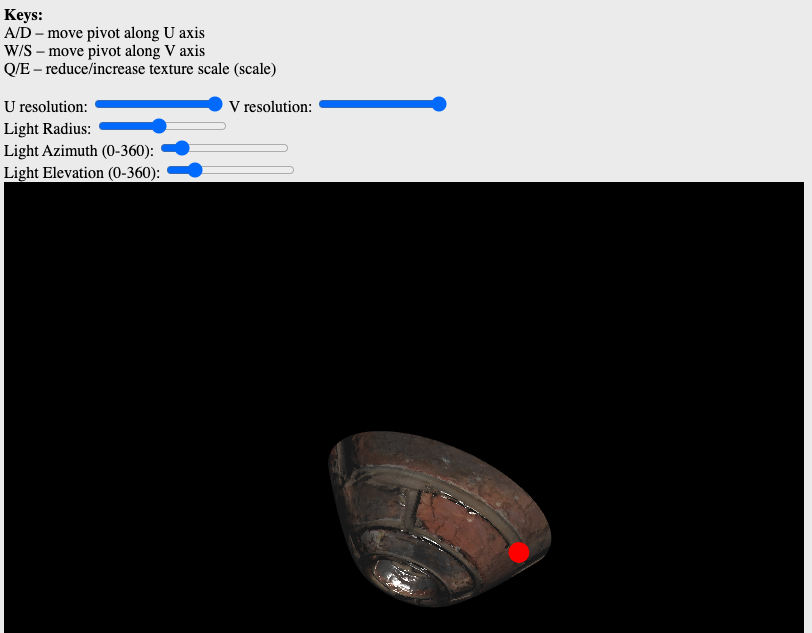 Keys:
A/D – move pivot along U axis
W/S – move pivot along V axis
Q/E – reduce/increase texture scale (scale)
U resolution: V resolution:
Light Radius:
Light Azimuth (0-360):
Light Elevation (0-360):